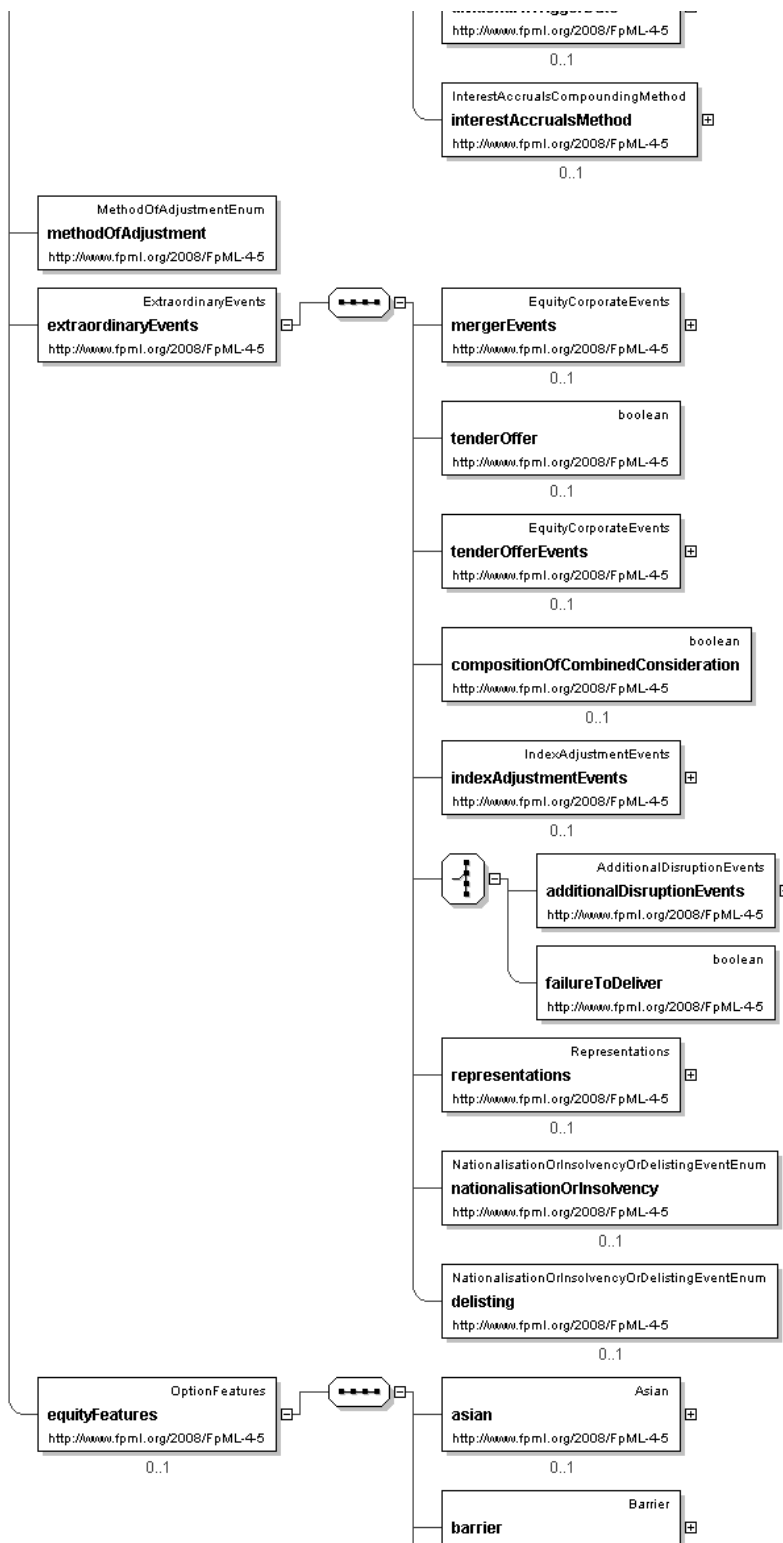 http://www.fpml.org/2008/FpML-4-5
0..1
InterestAccrualsCompoundingMethod
interestAccrualsMethod
http://www.fpml.org/2008/FpML-4-5
0..1
MethodOfAdjustmentEnum
methodOfAdjustment
http://www.fpml.org/2008/FpML-4-5
ExtraordinaryEvents
extraordinaryEvents
http://www.fpml.org/2008/FpML-4-5
EquityCorporateEvents
mergerEvents
http://www.fpml.org/2008/FpML-4-5
0..1
boolean
tenderOffer
http://www.fpml.org/2008/FpML-4-5
0..1
EquityCorporateEvents
tenderOfferEvents
http://www.fpml.org/2008/FpML-4-5
0..1
boolean
compositionOfCombinedConsideration
http://www.fpml.org/2008/FpML-4-5
0..1
IndexAdjustmentEvents
indexAdjustmentEvents
http://www.fpml.org/2008/FpML-4-5
0..1
AdditionalDisruptionEvents
additionalDisruptionEvents
http://www.fpml.org/2008/FpML-4-5
boolean
failureToDeliver
http://www.fpml.org/2008/FpML-4-5
Representations
representations
http://www.fpml.org/2008/FpML-4-5
0..1
NationalisationOrInsolvencyOrDelistingEventEnum
nationalisationOrInsolvency
http://www.fpml.org/2008/FpML-4-5
0..1
NationalisationOrInsolvencyOrDelistingEventEnum
delisting
http://www.fpml.org/2008/FpML-4-5
0..1
OptionFeatures
equityFeatures
http://www.fpml.org/2008/FpML-4-5
0..1
Asian
asian
http://www.fpml.org/2008/FpML-4-5
0..1
Barrier
barrier